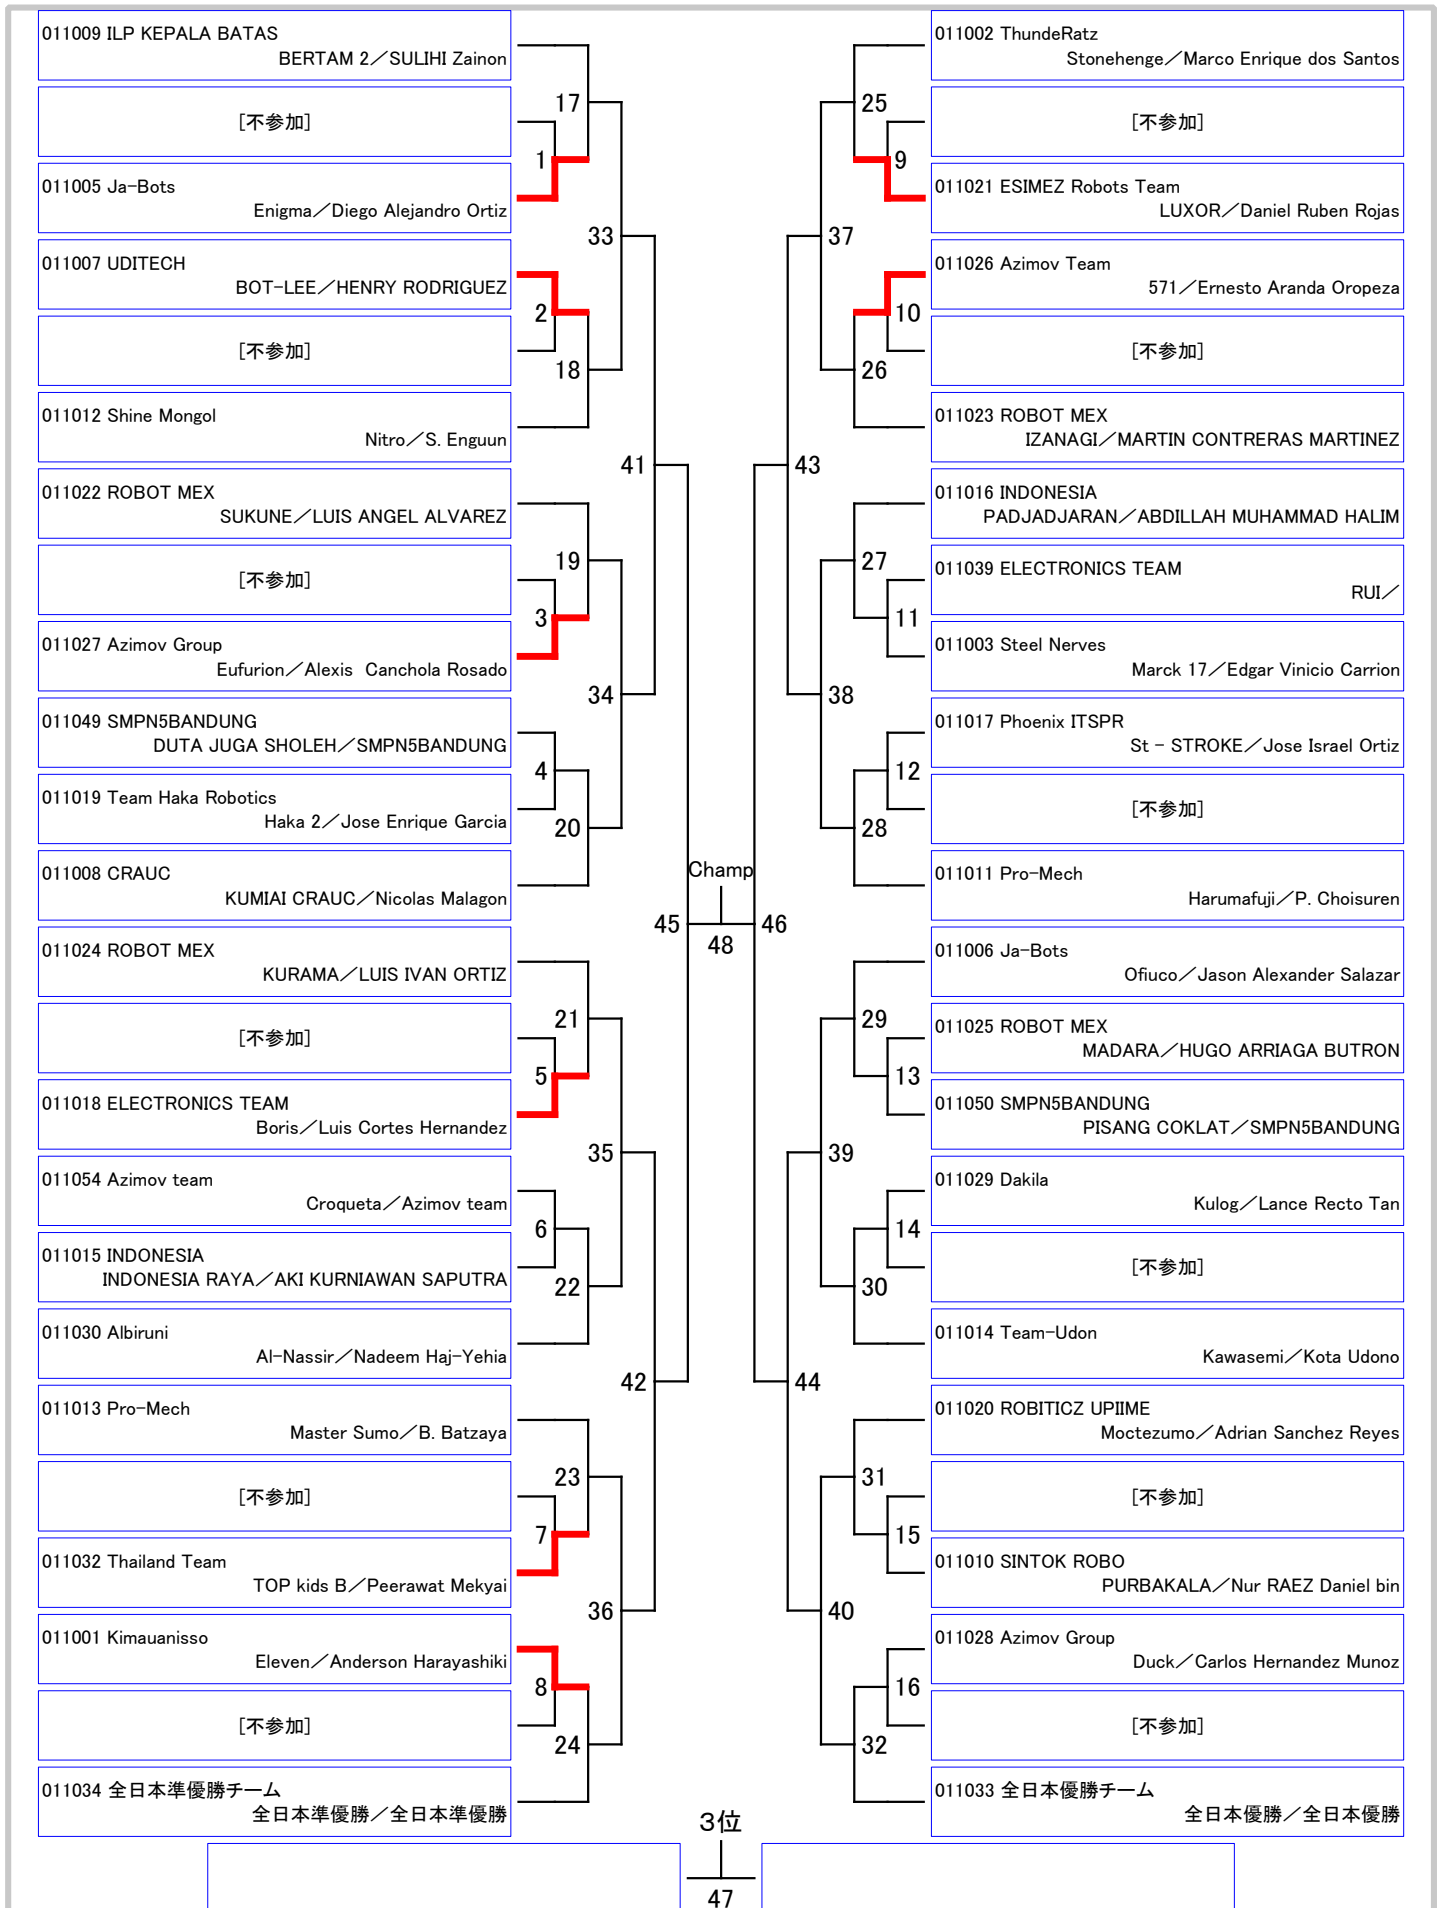 011009 ILP KEPALA BATAS
BERTAM 2／SULIHI Zainon
[不参加]
011005 Ja-Bots
Enigma／Diego Alejandro Ortiz
011007 UDITECH
BOT-LEE／HENRY RODRIGUEZ
[不参加]
011012 Shine Mongol
Nitro／S. Enguun
011022 ROBOT MEX
SUKUNE／LUIS ANGEL ALVAREZ
[不参加]
011027 Azimov Group
Eufurion／Alexis  Canchola Rosado
011049 SMPN5BANDUNG
DUTA JUGA SHOLEH／SMPN5BANDUNG
011019 Team Haka Robotics
Haka 2／Jose Enrique Garcia
011008 CRAUC
KUMIAI CRAUC／Nicolas Malagon
011024 ROBOT MEX
KURAMA／LUIS IVAN ORTIZ
[不参加]
011018 ELECTRONICS TEAM
Boris／Luis Cortes Hernandez
011054 Azimov team
Croqueta／Azimov team
011015 INDONESIA
INDONESIA RAYA／AKI KURNIAWAN SAPUTRA
011030 Albiruni
Al-Nassir／Nadeem Haj-Yehia
011013 Pro-Mech
Master Sumo／B. Batzaya
[不参加]
011032 Thailand Team
TOP kids B／Peerawat Mekyai
011001 Kimauanisso
Eleven／Anderson Harayashiki
[不参加]
011034 全日本準優勝チーム
全日本準優勝／全日本準優勝
17
1
33
2
18
41
19
3
34
4
20
45
21
5
35
6
22
42
23
7
36
8
24
Champ
48
25
9
37
10
26
43
27
11
38
12
28
46
29
13
39
14
30
44
31
15
40
16
32
011002 ThundeRatz
Stonehenge／Marco Enrique dos Santos
[不参加]
011021 ESIMEZ Robots Team
LUXOR／Daniel Ruben Rojas
011026 Azimov Team
571／Ernesto Aranda Oropeza
[不参加]
011023 ROBOT MEX
IZANAGI／MARTIN CONTRERAS MARTINEZ
011016 INDONESIA
PADJADJARAN／ABDILLAH MUHAMMAD HALIM
011039 ELECTRONICS TEAM
RUI／
011003 Steel Nerves
Marck 17／Edgar Vinicio Carrion
011017 Phoenix ITSPR
St - STROKE／Jose Israel Ortiz
[不参加]
011011 Pro-Mech
Harumafuji／P. Choisuren
011006 Ja-Bots
Ofiuco／Jason Alexander Salazar
011025 ROBOT MEX
MADARA／HUGO ARRIAGA BUTRON
011050 SMPN5BANDUNG
PISANG COKLAT／SMPN5BANDUNG
011029 Dakila
Kulog／Lance Recto Tan
[不参加]
011014 Team-Udon
Kawasemi／Kota Udono
011020 ROBITICZ UPIIME
Moctezumo／Adrian Sanchez Reyes
[不参加]
011010 SINTOK ROBO
PURBAKALA／Nur RAEZ Daniel bin
011028 Azimov Group
Duck／Carlos Hernandez Munoz
[不参加]
011033 全日本優勝チーム
全日本優勝／全日本優勝
３位
47